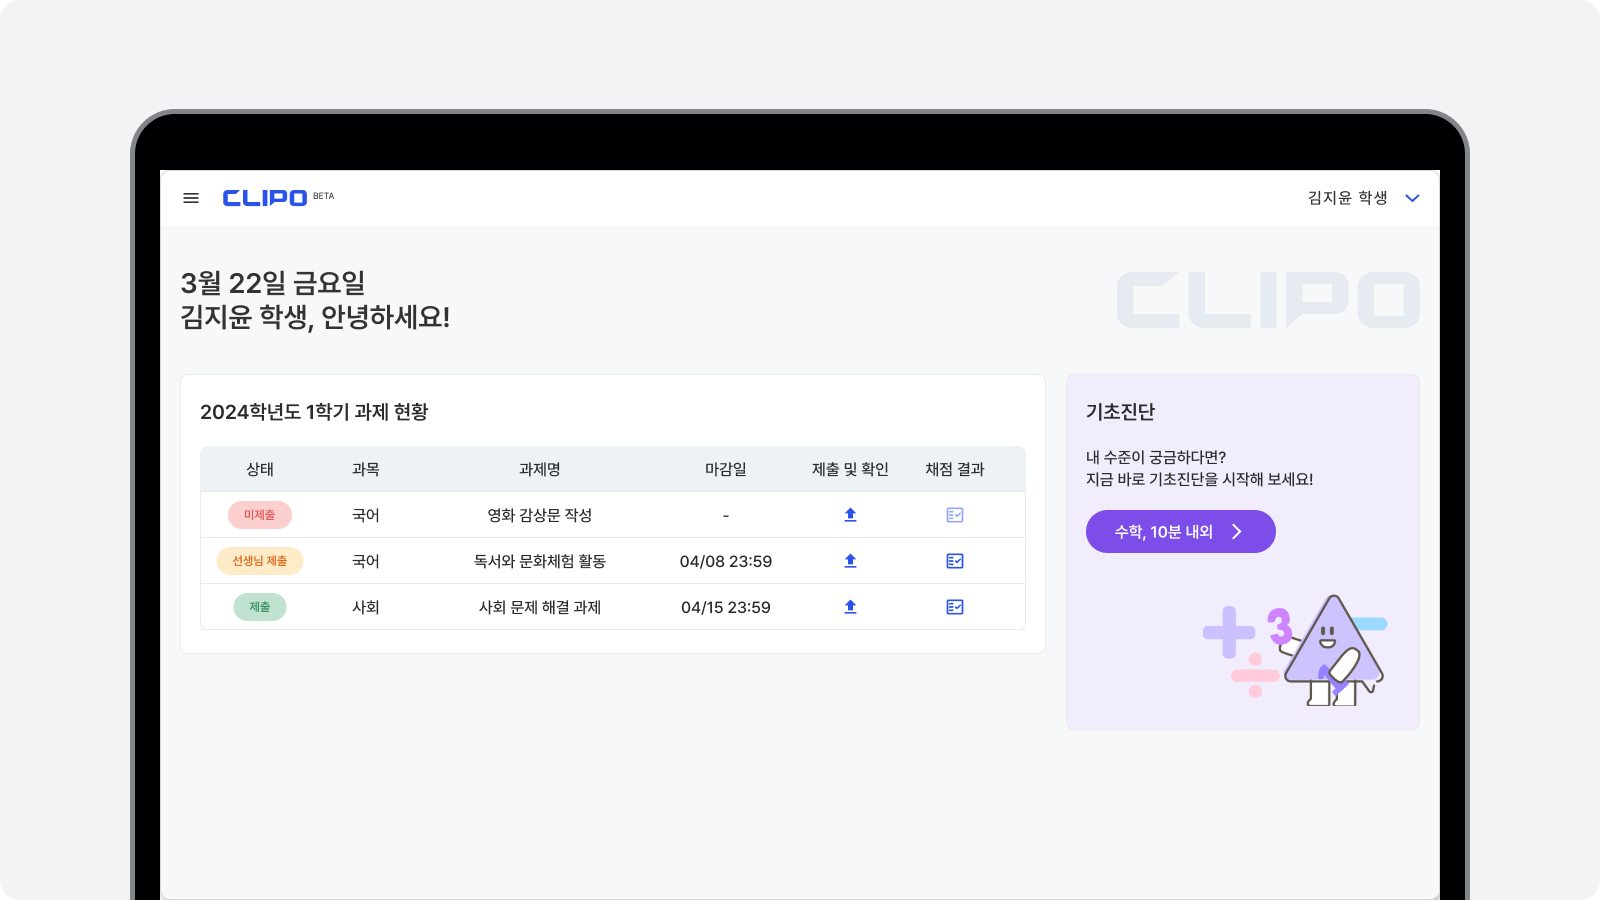 CLIPO BETA
김지윤 학생
3월 22일 금요일
김지윤 학생, 안녕하세요!
CLIPO
2024학년도 1학기 과제 현황
상태 과목 과제명 마감일 제출 및 확인 채점 결과
미제출 국어 영화 감상문 작성 -
선생님 제출 국어 독서와 문화체험 활동 04/08 23:59
제출 사회 사회 문제 해결 과제 04/15 23:59
기초진단
내 수준이 궁금하다면?
지금 바로 기초진단을 시작해 보세요!
수학, 10분 내외
3